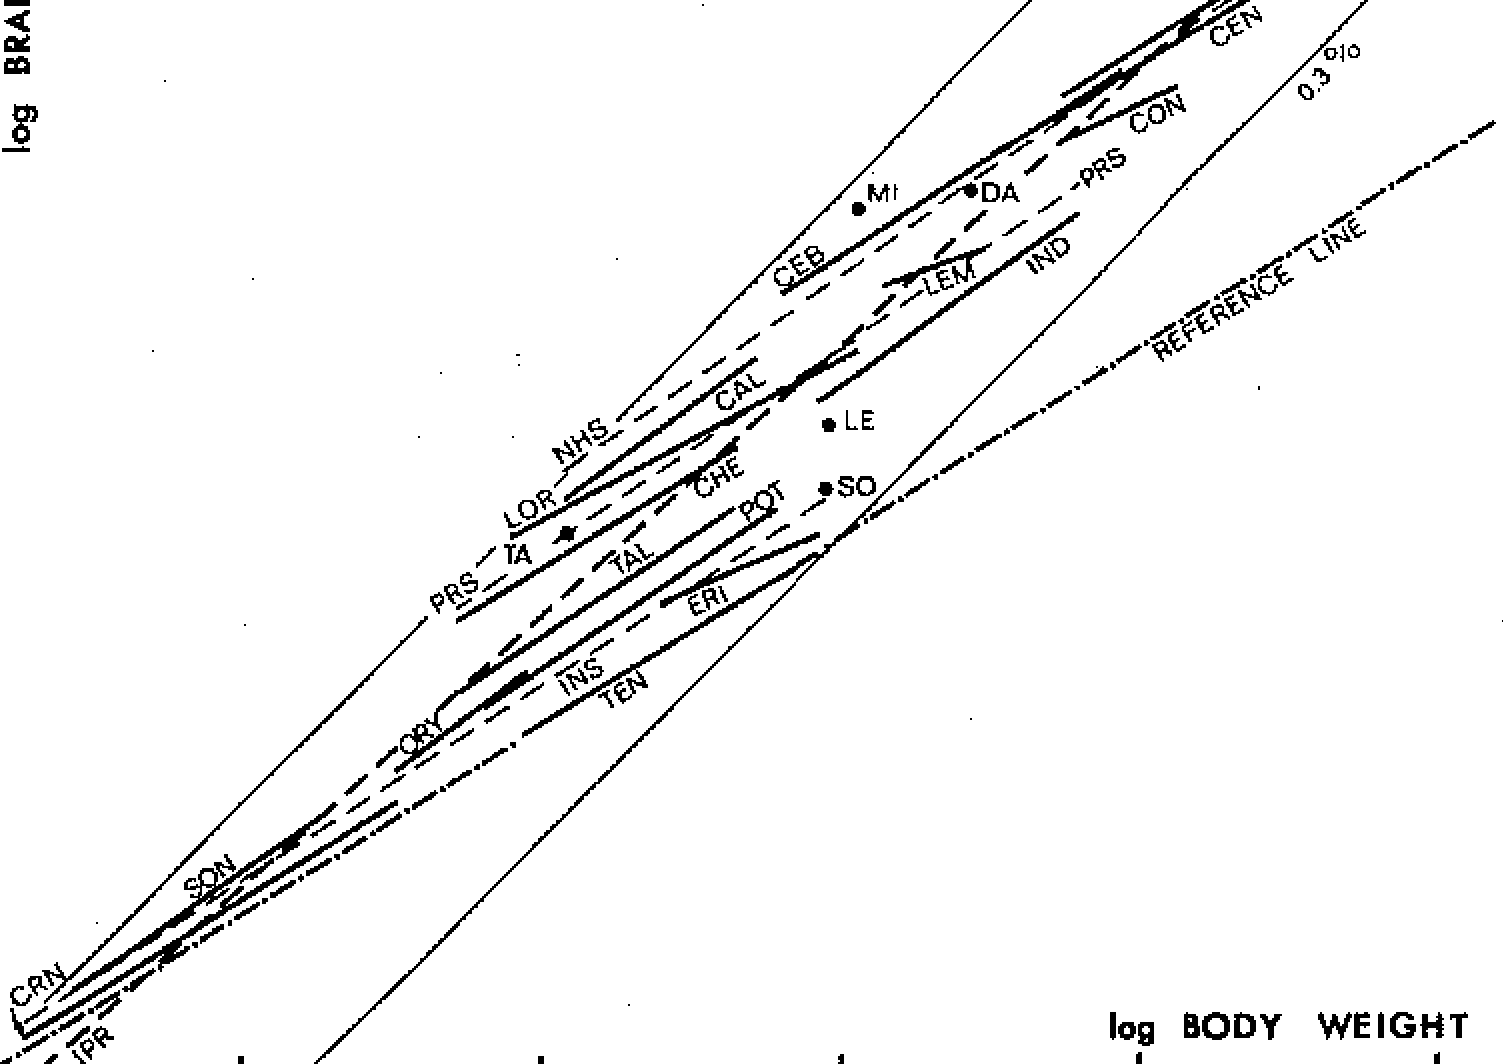 log BRAI
CEN
0.3 %
CON
PRS
MI
DA
CEB
LEM
IND
REFERENCE LINE
CAL
LE
NHS
CHE
SO
LOR
POT
TA
TAL
PRS
ERI
INS
TEN
ORY
SON
CRN
IPR
log BODY WEIGHT